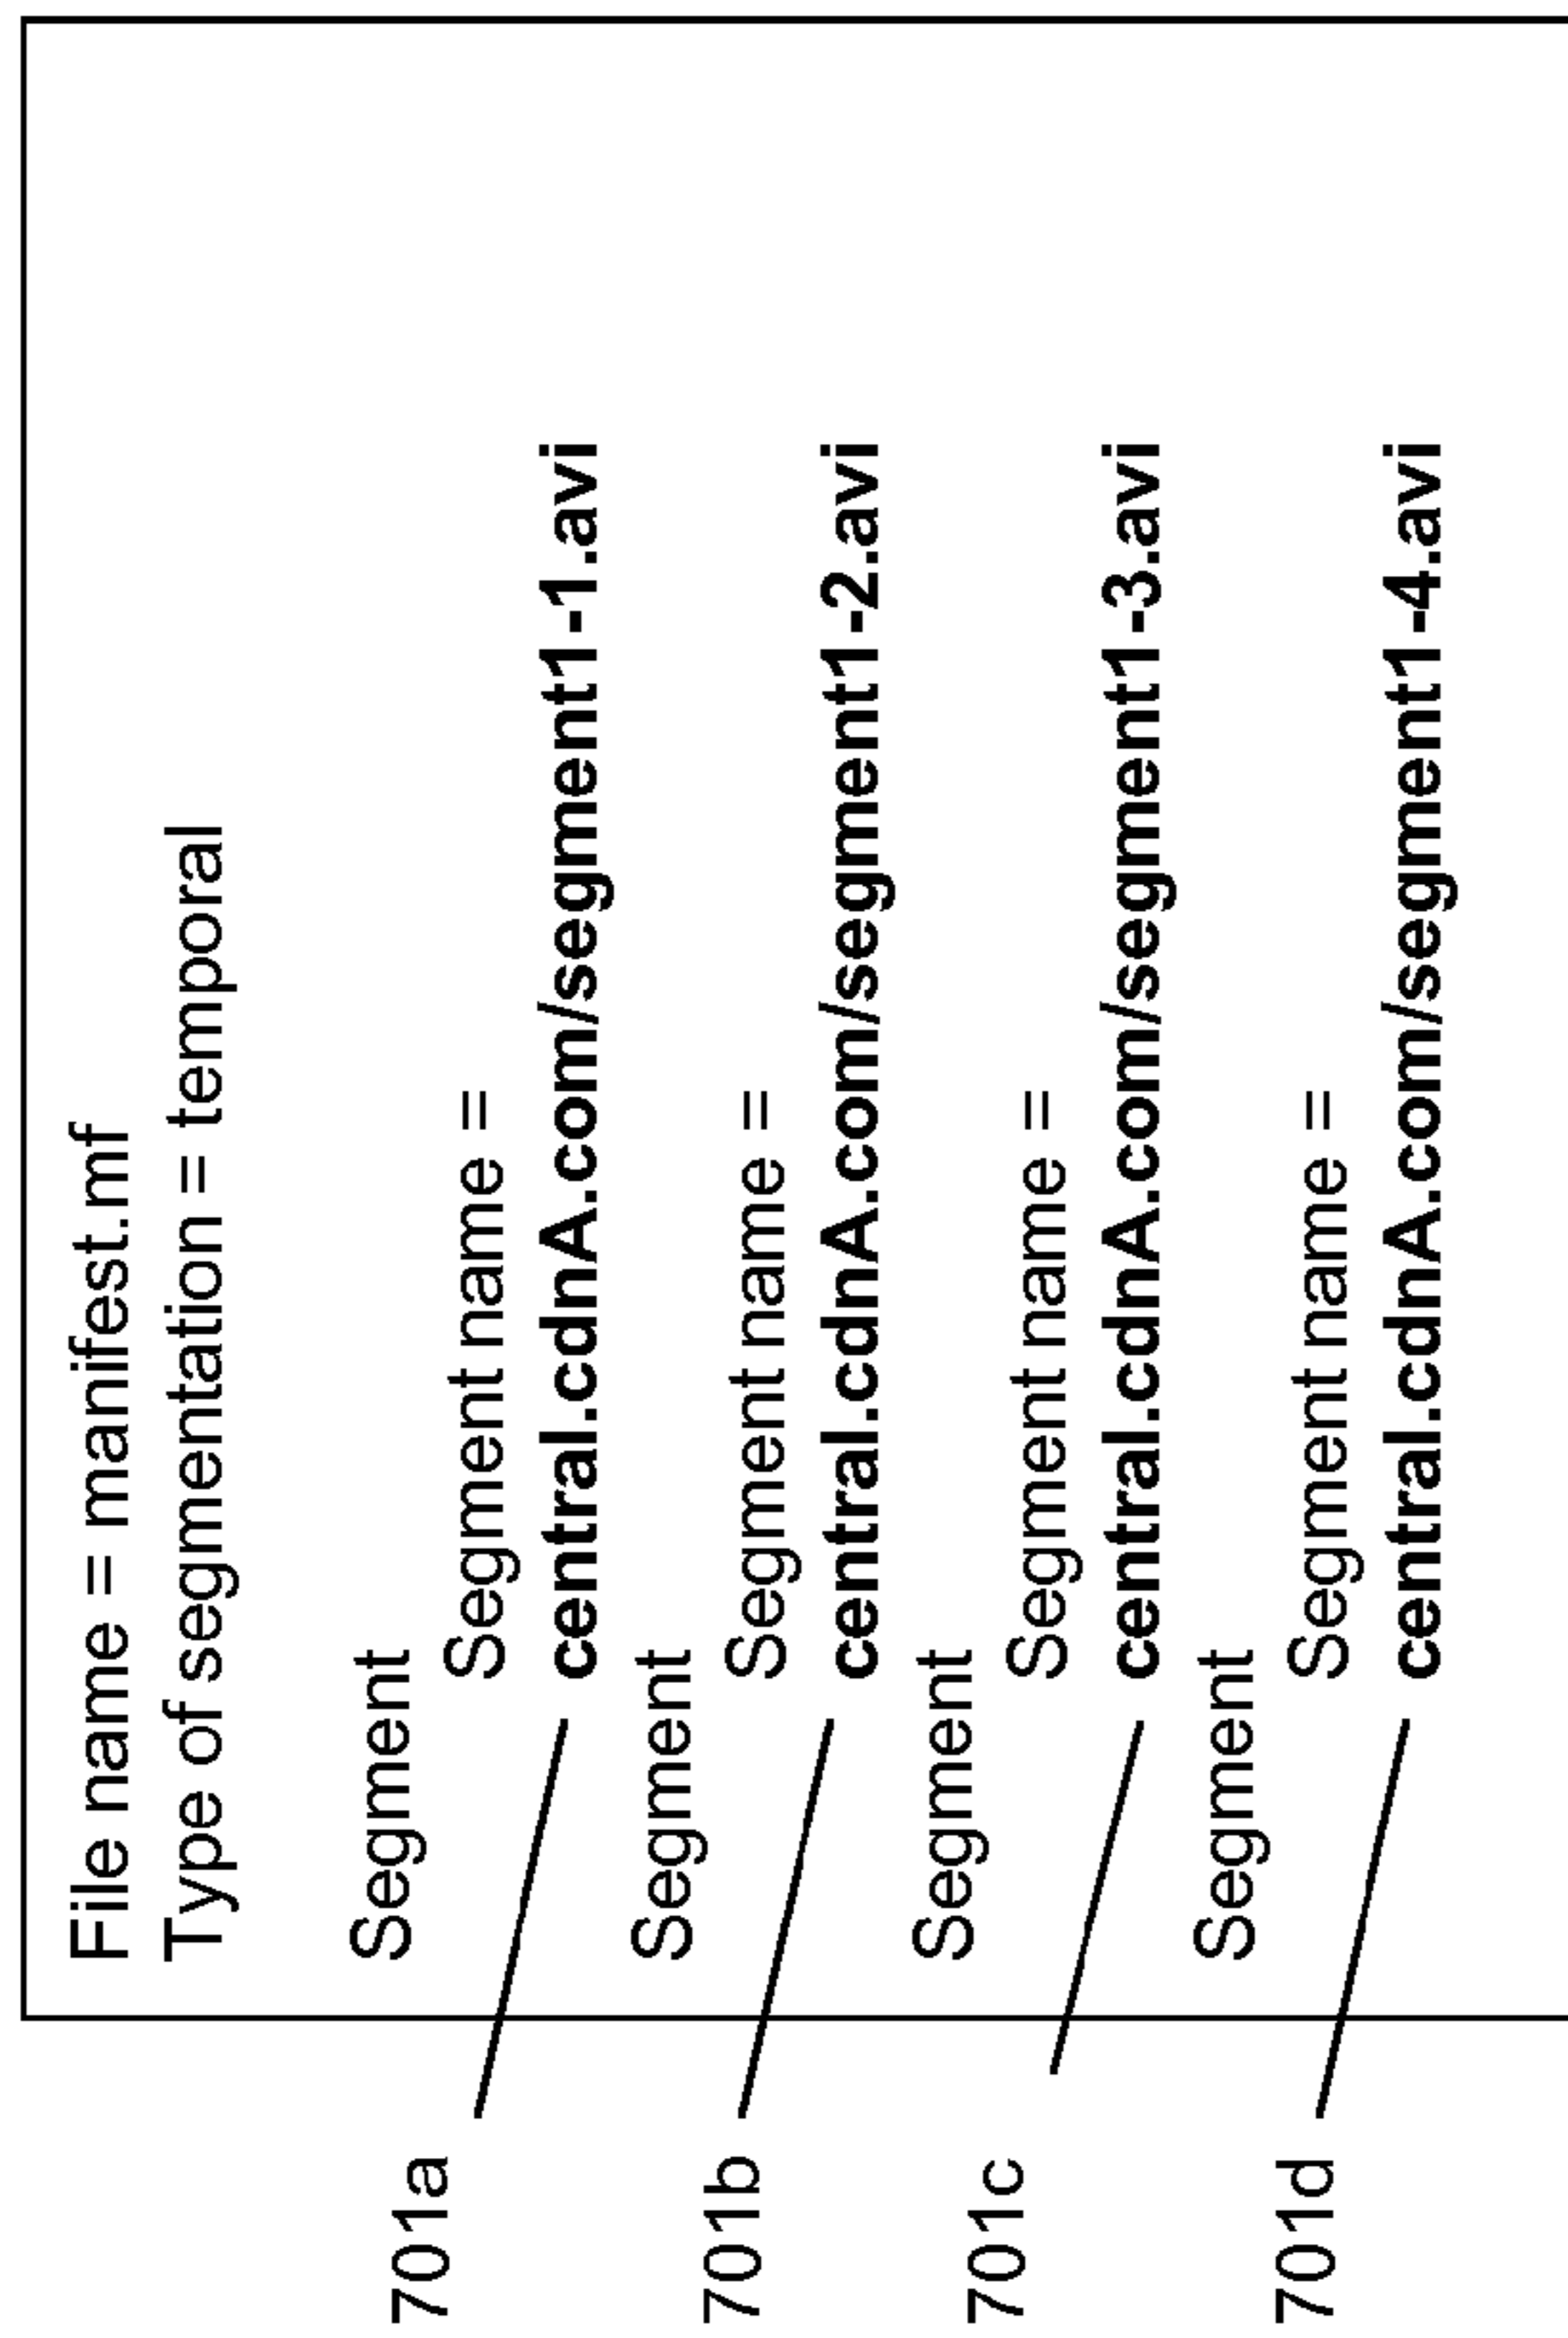 File name = manifest.mf
Type of segmentation = temporal
Segment
Segment name =
701a central.cdnA.com/segment1-1.avi
Segment
Segment name =
701b central.cdnA.com/segment1-2.avi
Segment
Segment name =
701c central.cdnA.com/segment1-3.avi
Segment
Segment name =
701d central.cdnA.com/segment1-4.avi